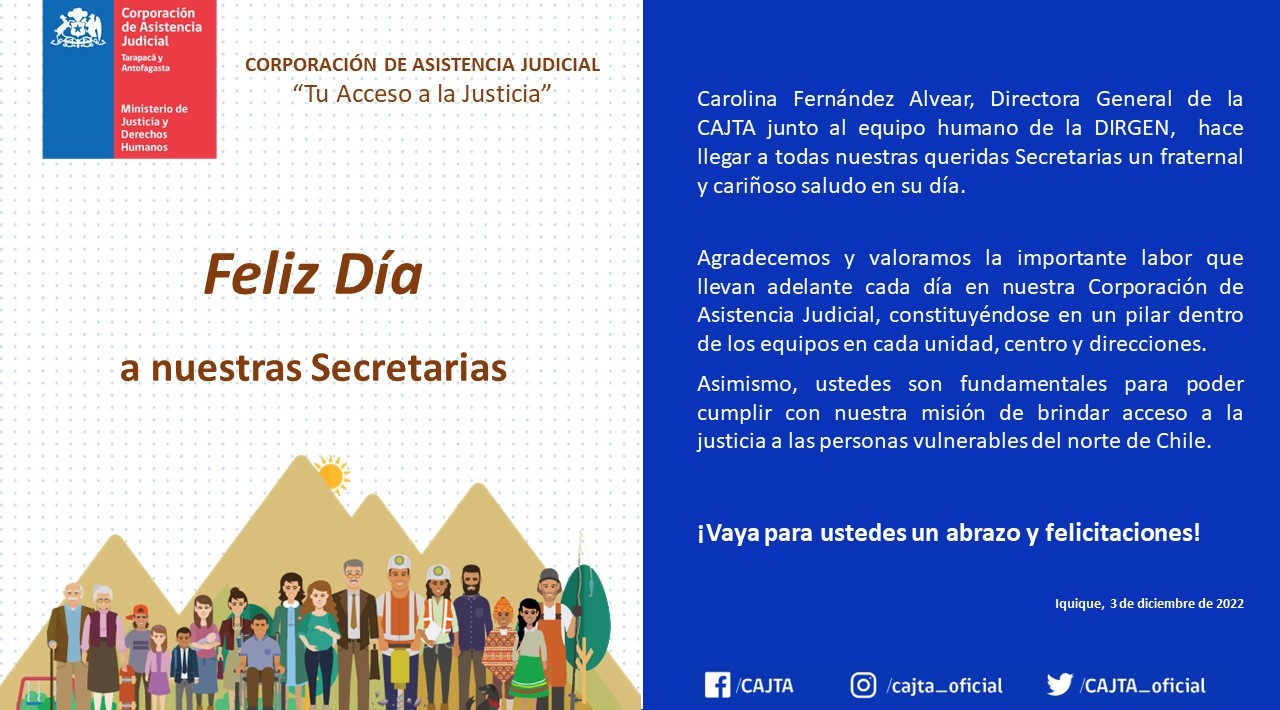 Corporación
de Asistencia
Judicial
Tarapacá y
Antofagasta
Ministerio de
Justicia y
Derechos
Humanos
CORPORACIÓN DE ASISTENCIA JUDICIAL
“Tu Acceso a la Justicia”
Feliz Día
a nuestras Secretarias
Carolina Fernández Alvear, Directora General de la
CAJTA junto al equipo humano de la DIRGEN, hace
llegar a todas nuestras queridas Secretarias un fraternal
y cariñoso saludo en su día.
Agradecemos y valoramos la importante labor que
llevan adelante cada día en nuestra Corporación de
Asistencia Judicial, constituyéndose en un pilar dentro
de los equipos en cada unidad, centro y direcciones.
Asimismo, ustedes son fundamentales para poder
cumplir con nuestra misión de brindar acceso a la
justicia a las personas vulnerables del norte de Chile.
¡Vaya para ustedes un abrazo y felicitaciones!
Iquique, 3 de diciembre de 2022
/CAJTA
/cajta_oficial
/CAJTA_oficial